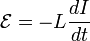 ℰ = −L dI/dt